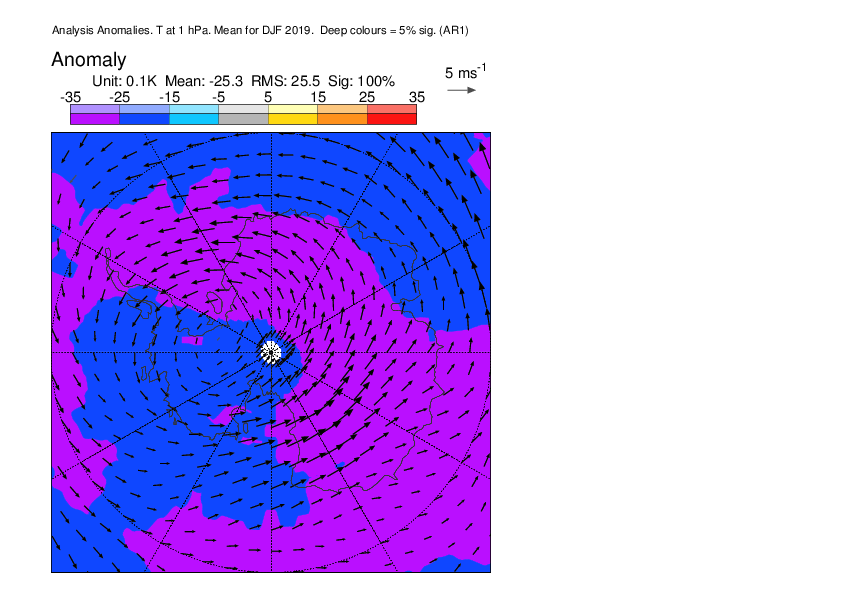 Analysis Anomalies. T at 1 hPa. Mean for DJF 2019.  Deep colours = 5% sig. (AR1)
Anomaly
5 ms-1
Unit: 0.1K  Mean: -25.3  RMS: 25.5  Sig: 100%
-35 -25 -15 -5 5 15 25 35